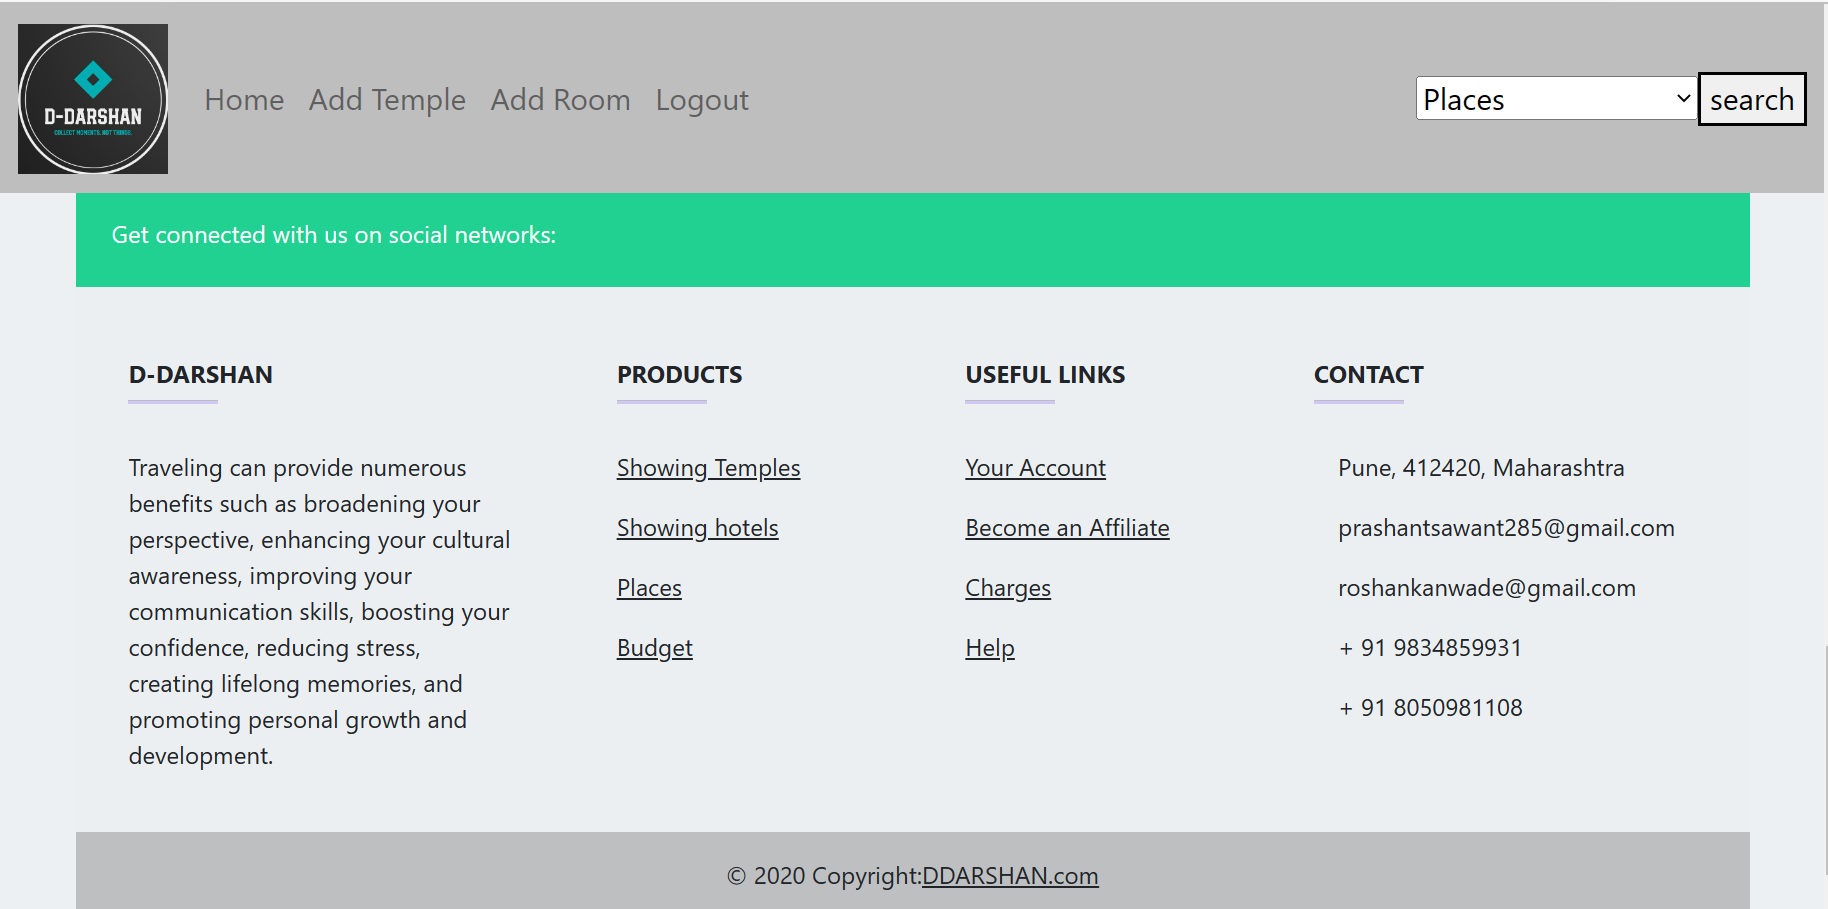 D-DARSHAN
COLLECT MOMENTS, NOT THINGS.
Home Add Temple Add Room Logout
Places search
Get connected with us on social networks:
D-DARSHAN
Traveling can provide numerous
benefits such as broadening your
perspective, enhancing your cultural
awareness, improving your
communication skills, boosting your
confidence, reducing stress,
creating lifelong memories, and
promoting personal growth and
development.
PRODUCTS
Showing Temples
Showing hotels
Places
Budget
USEFUL LINKS
Your Account
Become an Affiliate
Charges
Help
CONTACT
Pune, 412420, Maharashtra
prashantsawant285@gmail.com
roshankanwade@gmail.com
+ 91 9834859931
+ 91 8050981108
© 2020 Copyright:DDARSHAN.com